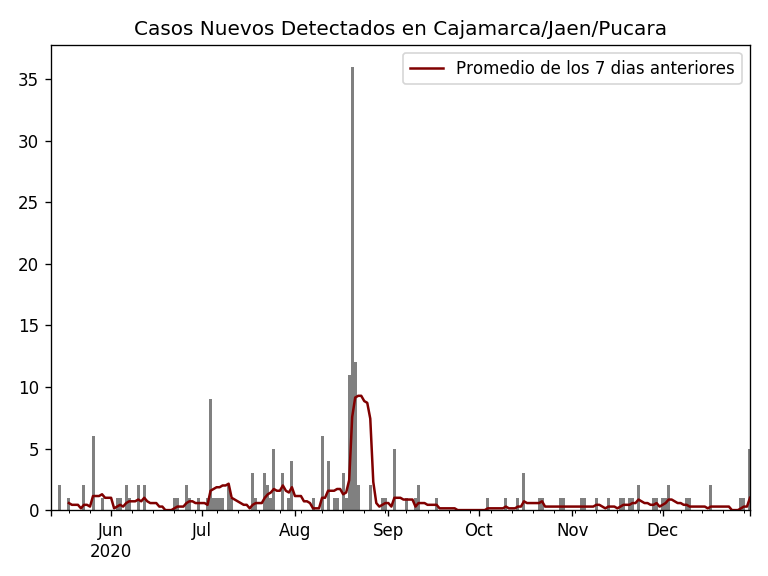 Casos Nuevos Detectados en Cajamarca/Jaen/Pucara
Promedio de los 7 dias anteriores
35
30
25
20
15
10
5
0
Jun
2020
Jul
Aug
Sep
Oct
Nov
Dec